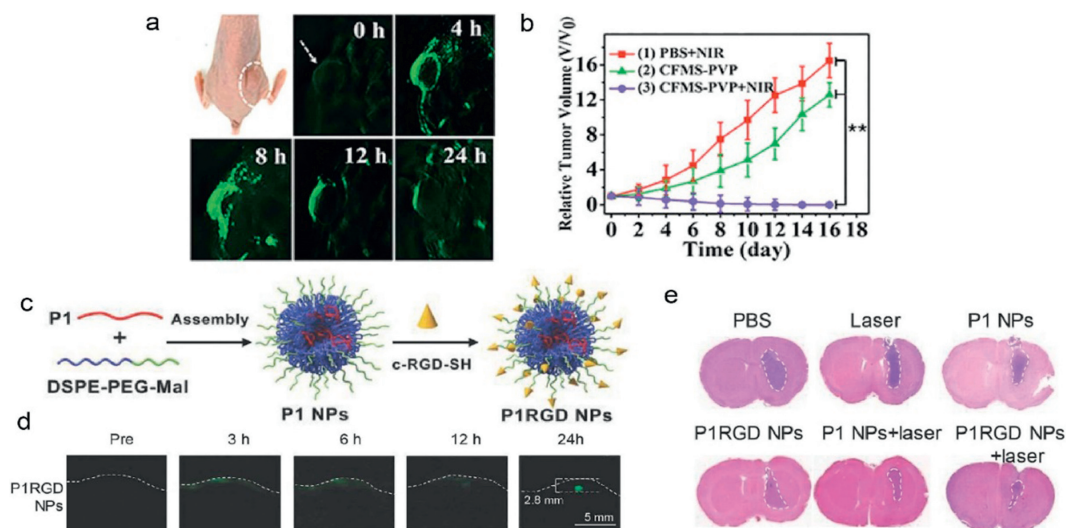 a
0 h
4 h
8 h
12 h
24 h
b
Relative Tumor Volume (V/V0)
16
12
8
4
0
(1) PBS+NIR
(2) CFMS-PVP
(3) CFMS-PVP+NIR
**
0 2 4 6 8 10 12 14 16 18
Time (day)
c
P1
+
DSPE-PEG-Mal
Assembly
P1 NPs
c-RGD-SH
P1RGD NPs
d
Pre
3 h
6 h
12 h
24h
P1RGD
NPs
2.8 mm
5 mm
e
PBS
Laser
P1 NPs
P1RGD NPs
P1 NPs+laser
P1RGD NPs
+laser